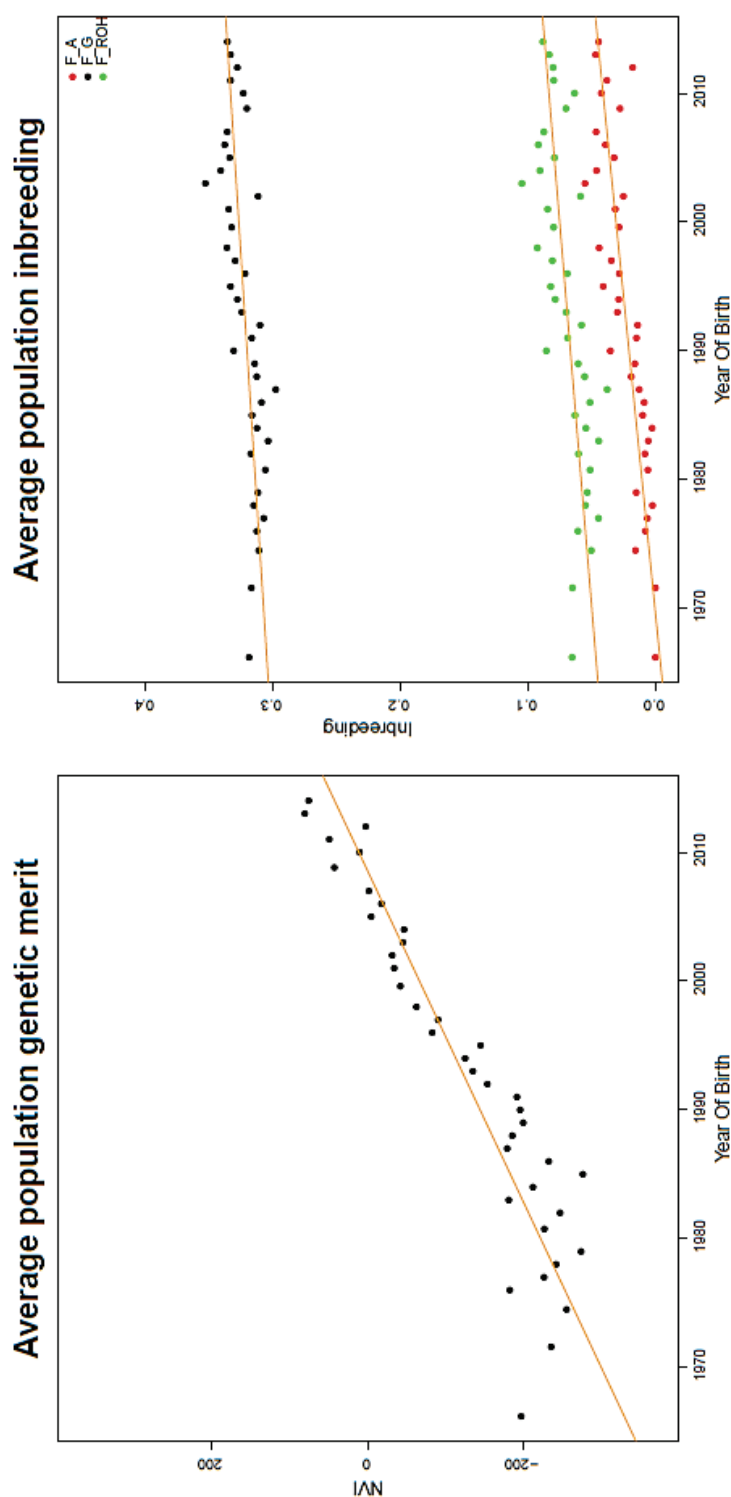 Average population genetic merit
NVI
200
0
-200
1970
1980
1990
2000
2010
Year Of Birth
Average population inbreeding
F_A
F_G
F_ROH
Inbreeding
0.4
0.3
0.2
0.1
0.0
1970
1980
1990
2000
2010
Year Of Birth